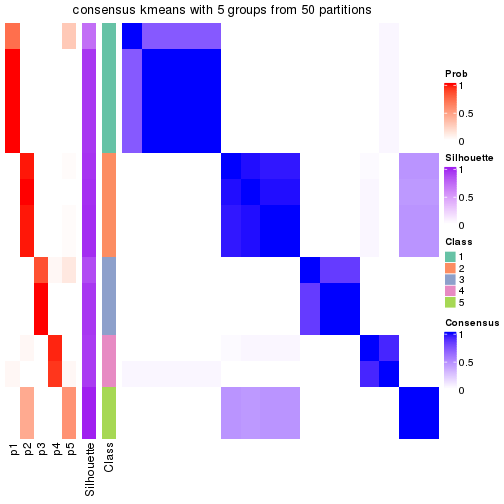 consensus kmeans with 5 groups from 50 partitions
Prob
1
0.5
0
Silhouette
1
0.5
0
Class
1
2
3
4
5
Consensus
1
0.5
0
p1
p2
p3
p4
p5
Silhouette
Class